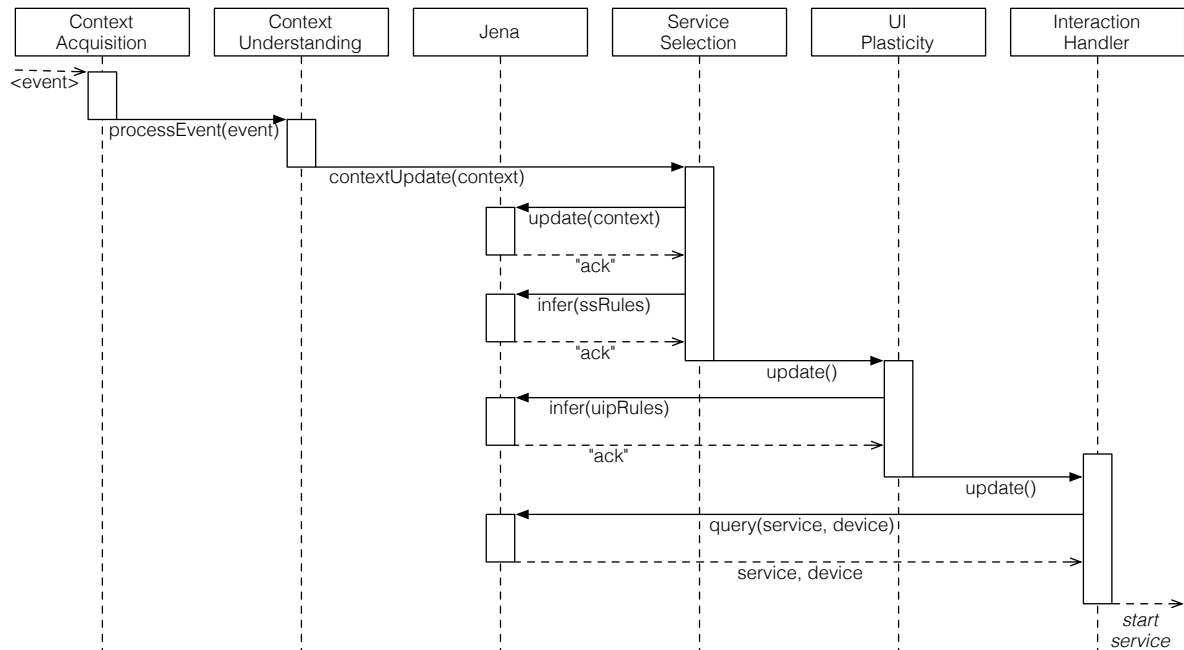 Context
Acquisition
Context
Understanding
Jena
Service
Selection
UI
Plasticity
Interaction
Handler
<event>
processEvent(event)
contextUpdate(context)
update(context)
"ack"
infer(ssRules)
"ack"
update()
infer(uipRules)
"ack"
update()
query(service, device)
service, device
start
service